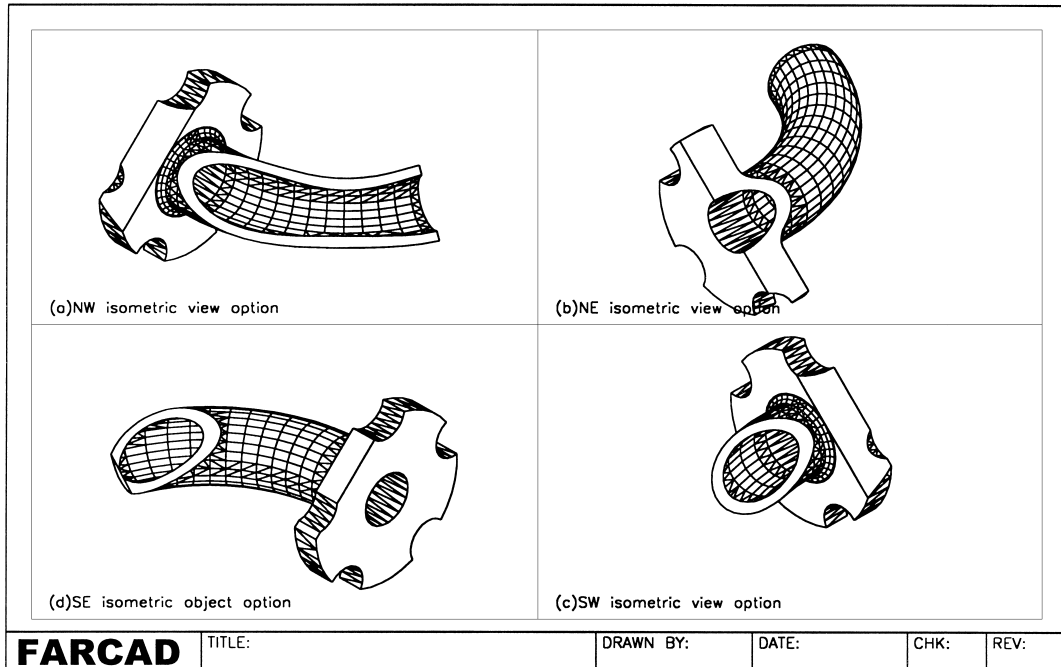 (a)NW isometric view option
(b)NE isometric view option
(d)SE isometric object option
(c)SW isometric view option
FARCAD
TITLE:
DRAWN BY:
DATE:
CHK:
REV: